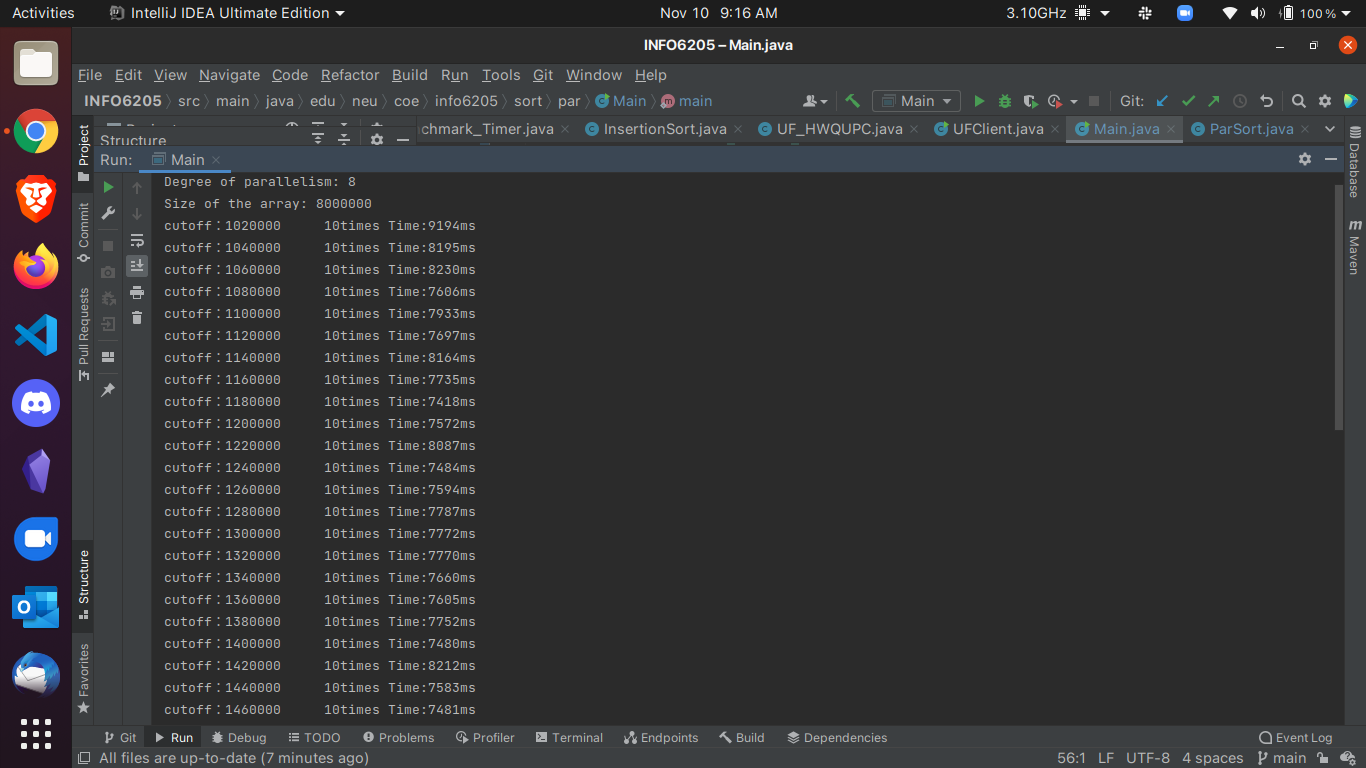 Activities IntelliJ IDEA Ultimate Edition Nov 10 9:16 AM 3.10GHz 100%
INFO6205 – Main.java
File Edit View Navigate Code Refactor Build Run Tools Git Window Help
INFO6205 src main java edu neu coe info6205 sort par Main main Main Git:
chmark_Timer.java InsertionSort.java UF_HWQUPC.java UFClient.java Main.java ParSort.java
Structure
Run: Main
Project
Commit
Pull Requests
Structure
Favorites
Database
Maven
Degree of parallelism: 8
Size of the array: 8000000
cutoff：1020000 10times Time:9194ms
cutoff：1040000 10times Time:8195ms
cutoff：1060000 10times Time:8230ms
cutoff：1080000 10times Time:7606ms
cutoff：1100000 10times Time:7933ms
cutoff：1120000 10times Time:7697ms
cutoff：1140000 10times Time:8164ms
cutoff：1160000 10times Time:7735ms
cutoff：1180000 10times Time:7418ms
cutoff：1200000 10times Time:7572ms
cutoff：1220000 10times Time:8087ms
cutoff：1240000 10times Time:7484ms
cutoff：1260000 10times Time:7594ms
cutoff：1280000 10times Time:7787ms
cutoff：1300000 10times Time:7772ms
cutoff：1320000 10times Time:7770ms
cutoff：1340000 10times Time:7660ms
cutoff：1360000 10times Time:7605ms
cutoff：1380000 10times Time:7752ms
cutoff：1400000 10times Time:7480ms
cutoff：1420000 10times Time:8212ms
cutoff：1440000 10times Time:7583ms
cutoff：1460000 10times Time:7481ms
Git Run Debug TODO Problems Profiler Terminal Endpoints Build Dependencies Event Log
All files are up-to-date (7 minutes ago) 56:1 LF UTF-8 4 spaces main